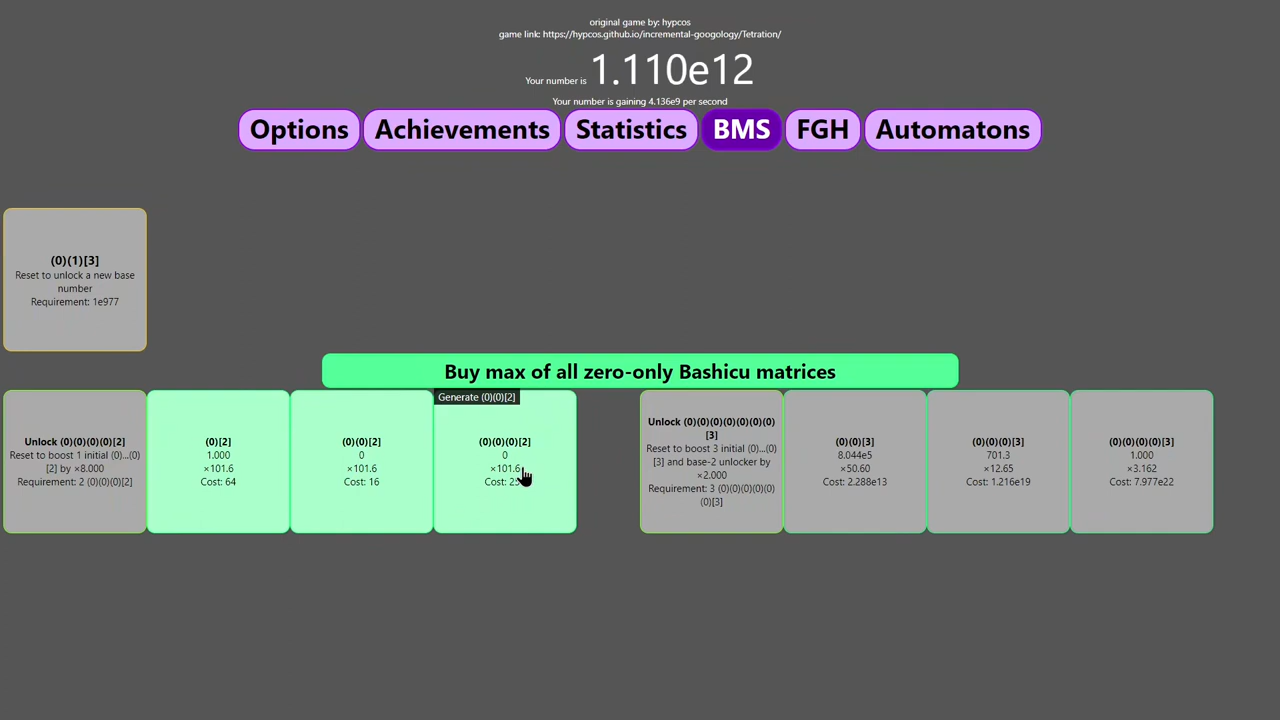 original game by: hypcos
game link: https://hypcos.github.io/incremental-googology/Tetration/
Your number is 1.110e12
Your number is gaining 4.136e9 per second
Options
Achievements
Statistics
BMS
FGH
Automatons
(0)(1)[3]
Reset to unlock a new base
number
Requirement: 1e977
Buy max of all zero-only Bashicu matrices
Generate (0)(0)[2]
Unlock (0)(0)(0)(0)[2]
Reset to boost 1 initial (0)...(0)
[2] by ×8.000
Requirement: 2 (0)(0)(0)[2]
(0)[2]
1.000
×101.6
Cost: 64
(0)(0)[2]
0
×101.6
Cost: 16
(0)(0)(0)[2]
0
×101.6
Cost:
Unlock (0)(0)(0)(0)(0)(0)(0)
[3]
Reset to boost 3 initial (0)...(0)
[3] and base-2 unlocker by
×2.000
Requirement: 3 (0)(0)(0)(0)(0)
(0)[3]
(0)(0)[3]
8.044e5
×50.60
Cost: 2.288e13
(0)(0)(0)[3]
701.3
×12.65
Cost: 1.216e19
(0)(0)(0)(0)[3]
1.000
×3.162
Cost: 7.977e22